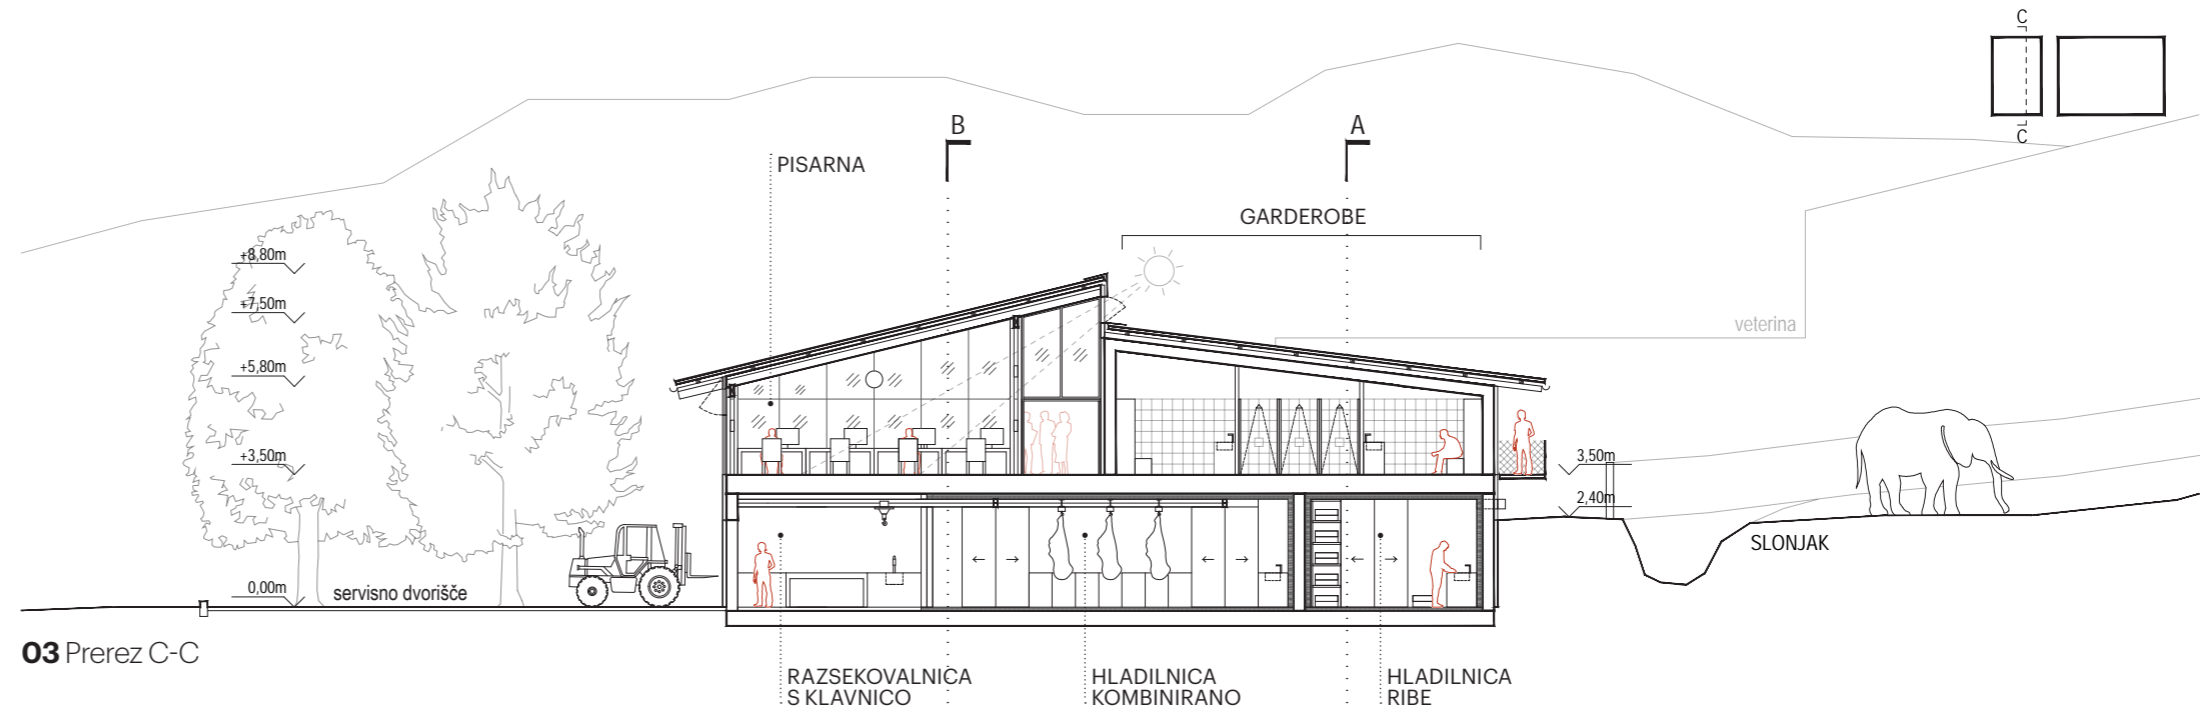 C
C
B
A
PISARNA
GARDEROBE
+8,80m
+7,50m
+5,80m
+3,50m
0,00m
servisno dvorišče
veterina
3,50m
2,40m
SLONJAK
03 Prerez C-C
RAZSEKOVALNICA
S KLAVNICO
HLADILNICA
KOMBINIRANO
HLADILNICA
RIBE